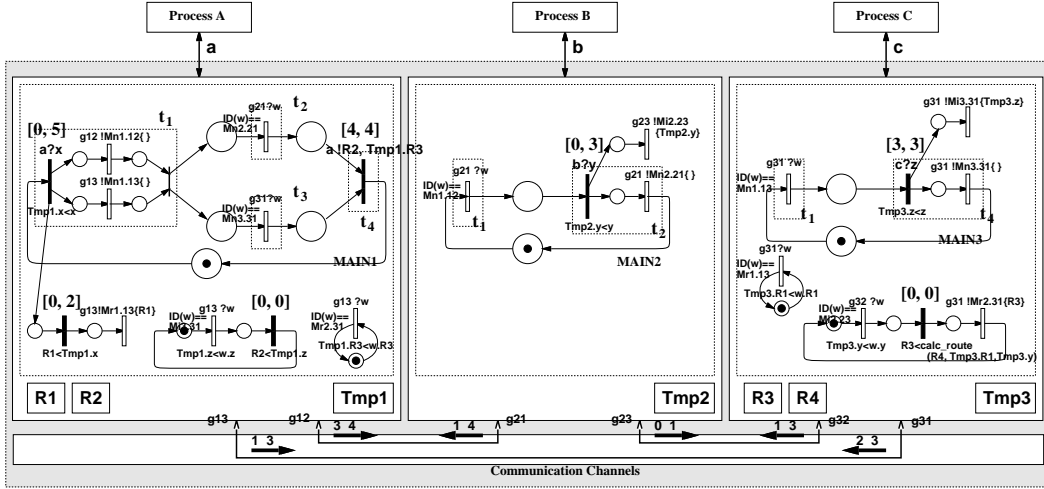 Process A
Process B
Process C
a
b
c
[0, 5]
a?x
g12 !Mn1.12{ }
g13 !Mn1.13{ }
Tmp1.x<x
t1
ID(w)==
Mn2.21
g21?w
t2
ID(w)==
Mn3.31
g31?w
t3
[4, 4]
a !R2, Tmp1.R3
t4
MAIN1
[0, 2]
g13!Mr1.13{R1}
R1<Tmp1.x
ID(w)==
Mi3.31
g13 ?w
Tmp1.z<w.z
[0, 0]
R2<Tmp1.z
g13 ?w
ID(w)==
Mr2.31
Tmp1.R3<w.R3
R1
R2
Tmp1
g21 ?w
ID(w)==
Mn1.12
t1
[0, 3]
b?y
Tmp2.y<y
g23 !Mi2.23
{Tmp2.y}
g21 !Mn2.21{ }
t2
MAIN2
Tmp2
g31 ?w
ID(w)==
Mn1.13
t1
[3, 3]
c?z
Tmp3.z<z
g31 !Mi3.31{Tmp3.z}
g31 !Mn3.31{ }
t4
MAIN3
g31?w
ID(w)==
Mr1.13
Tmp3.R1<w.R1
ID(w)==
Mi2.23
g32 ?w
Tmp3.y<w.y
[0, 0]
R3<calc_route
(R4, Tmp3.R1,Tmp3.y)
g31 !Mr2.31{R3}
R3
R4
Tmp3
g13
g12
g21
g23
g32
g31
3 4
1 4
0 1
1 3
1 3
2 3
Communication Channels